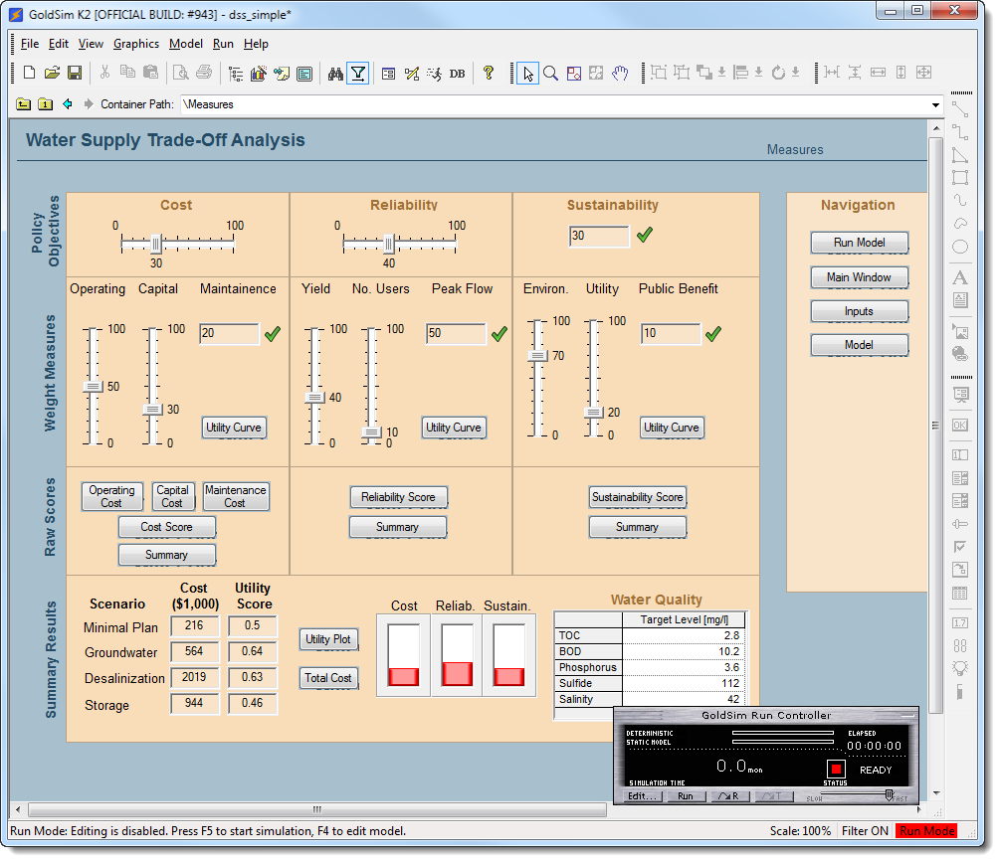 GoldSim K2 [OFFICIAL BUILD: #943] - dss_simple*
File Edit View Graphics Model Run Help
DB
Container Path: \Measures
Water Supply Trade-Off Analysis
Measures
Policy Objectives
Cost
0 100
30
Reliability
0 100
40
Sustainability
30
Navigation
Run Model
Main Window
Inputs
Model
Weight Measures
Operating Capital Maintainence
100 100 20
50
30
0 0
Utility Curve
Yield No. Users Peak Flow
100 100 50
40
10
0 0
Utility Curve
Environ. Utility Public Benefit
100 100 10
70
20
0 0
Utility Curve
Raw Scores
Operating Cost
Capital Cost
Maintenance Cost
Cost Score
Summary
Reliability Score
Summary
Sustainability Score
Summary
Summary Results
Scenario Cost ($1,000) Utility Score
Minimal Plan 216 0.5
Groundwater 564 0.64
Desalinization 2019 0.63
Storage 944 0.46
Utility Plot
Total Cost
Cost Reliab. Sustain.
Water Quality
Target Level [mg/l]
TOC 2.8
BOD 10.2
Phosphorus 3.6
Sulfide 112
Salinity 42
GoldSim Run Controller
DETERMINISTIC
STATIC MODEL
ELAPSED
00:00:00
0.0 mon
READY
SIMULATION TIME
STATUS
Edit... Run R T
SLOW FAST
Run Mode: Editing is disabled. Press F5 to start simulation, F4 to edit model.
Scale: 100% Filter ON Run Mode